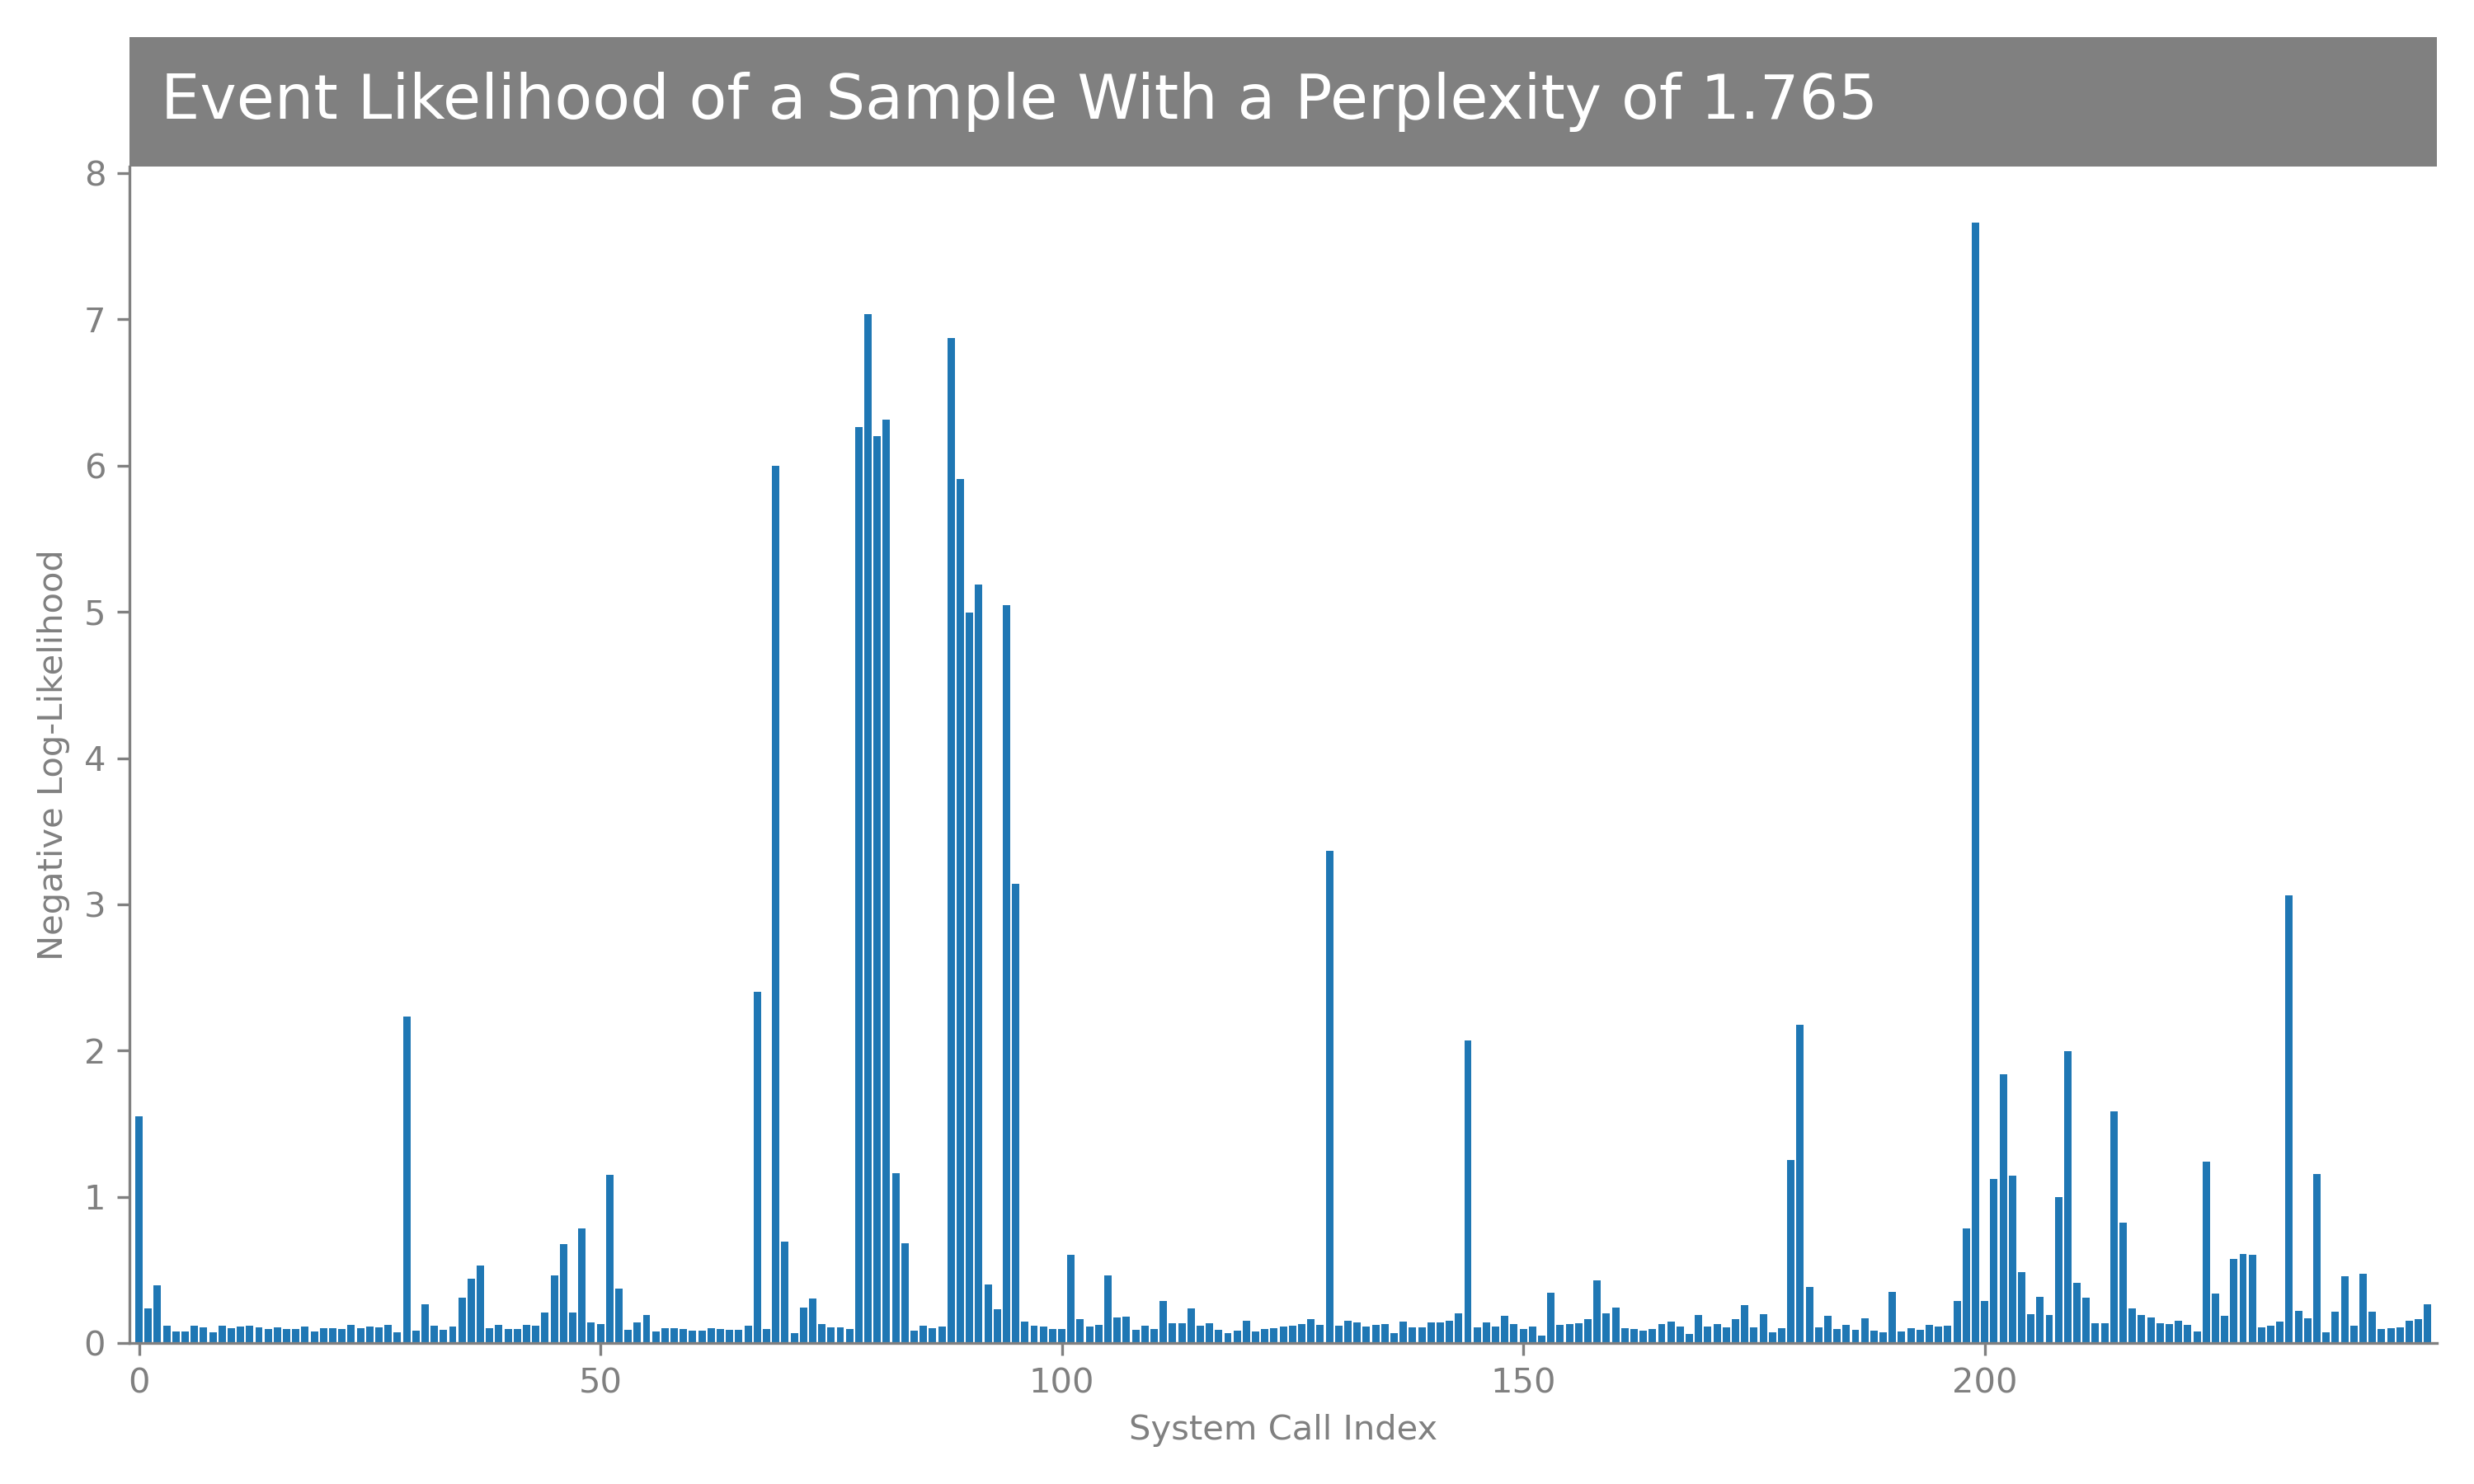 Event Likelihood of a Sample With a Perplexity of 1.765
8
7
6
5
4
3
2
1
0
Negative Log-Likelihood
0 50 100 150 200
System Call Index